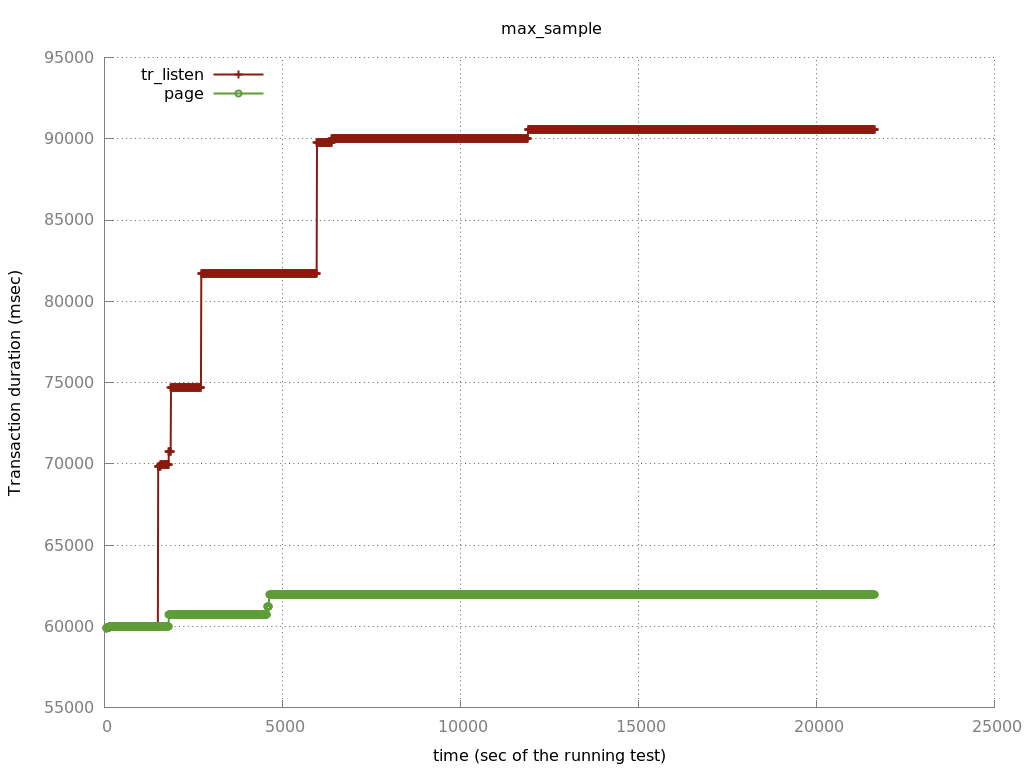 max_sample
95000
tr_listen
page
90000
85000
80000
75000
70000
65000
60000
55000
0 5000 10000 15000 20000 25000
Transaction duration (msec)
time (sec of the running test)